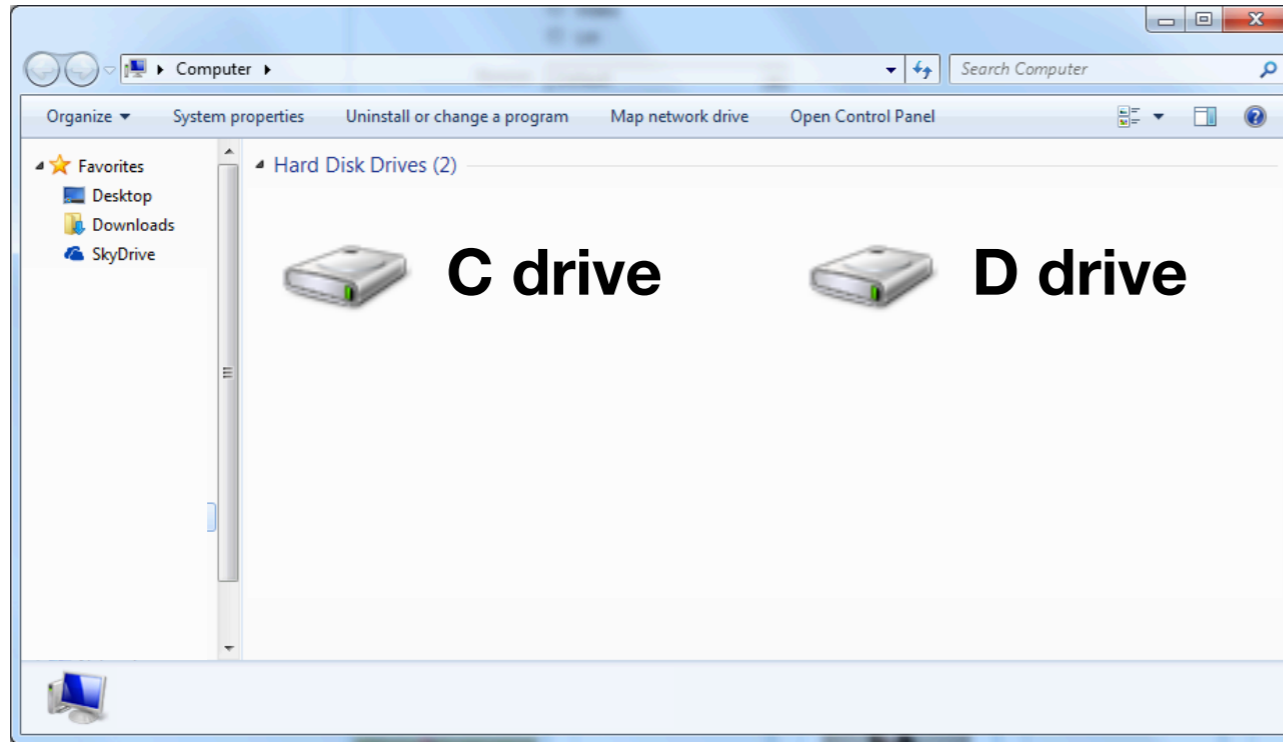 Computer
Search Computer
Organize
System properties
Uninstall or change a program
Map network drive
Open Control Panel
Favorites
Desktop
Downloads
SkyDrive
Hard Disk Drives (2)
C drive
D drive